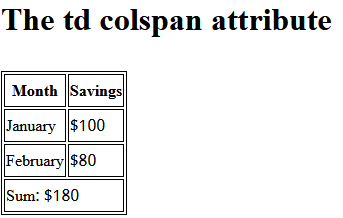 The td colspan attribute
Month Savings
January $100
February $80
Sum: $180